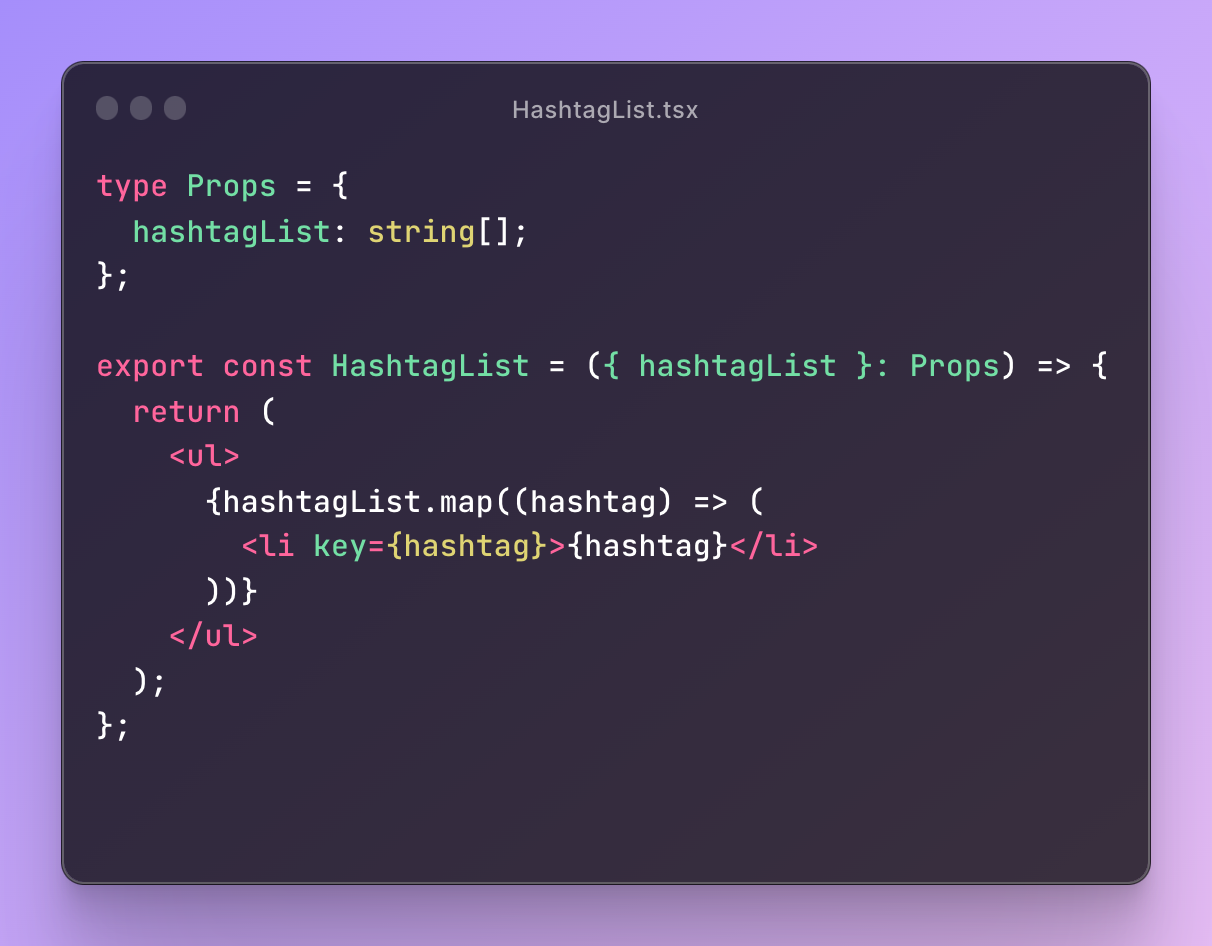 HashtagList.tsx
type Props = {
  hashtagList: string[];
};
export const HashtagList = ({ hashtagList }: Props) => {
  return (
    <ul>
      {hashtagList.map((hashtag) => (
        <li key={hashtag}>{hashtag}</li>
      ))}
    </ul>
  );
};